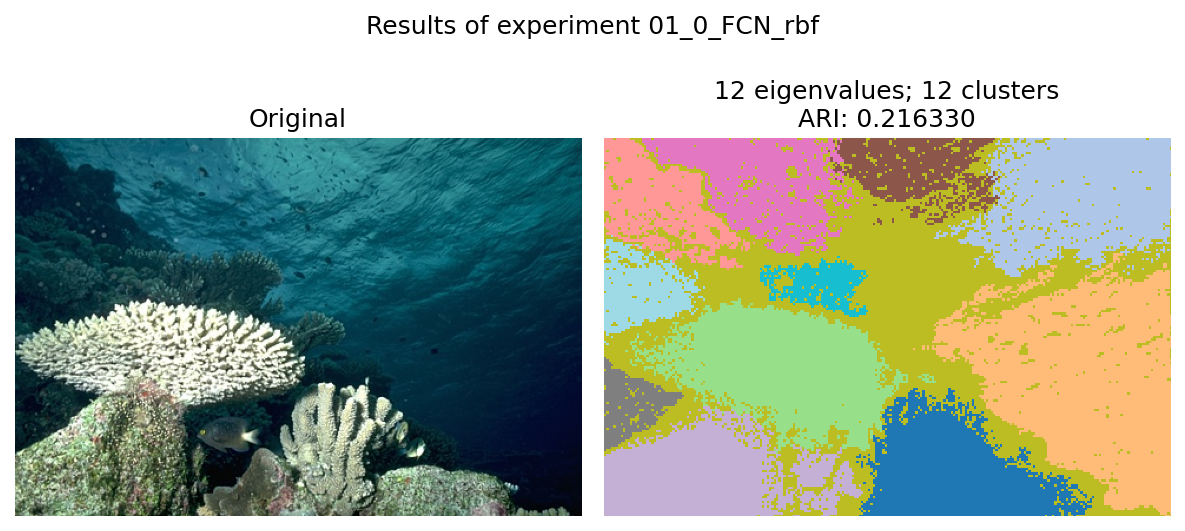 Results of experiment 01_0_FCN_rbf
Original
12 eigenvalues; 12 clusters
ARI: 0.216330